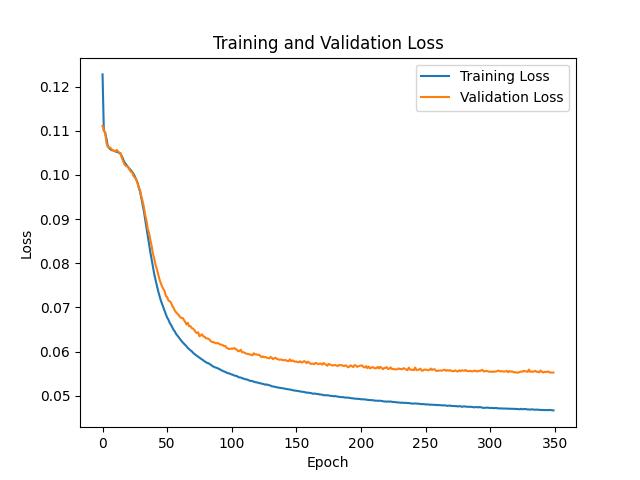 Training and Validation Loss
Training Loss
Validation Loss
0.12
0.11
0.10
0.09
0.08
0.07
0.06
0.05
Loss
0 50 100 150 200 250 300 350
Epoch